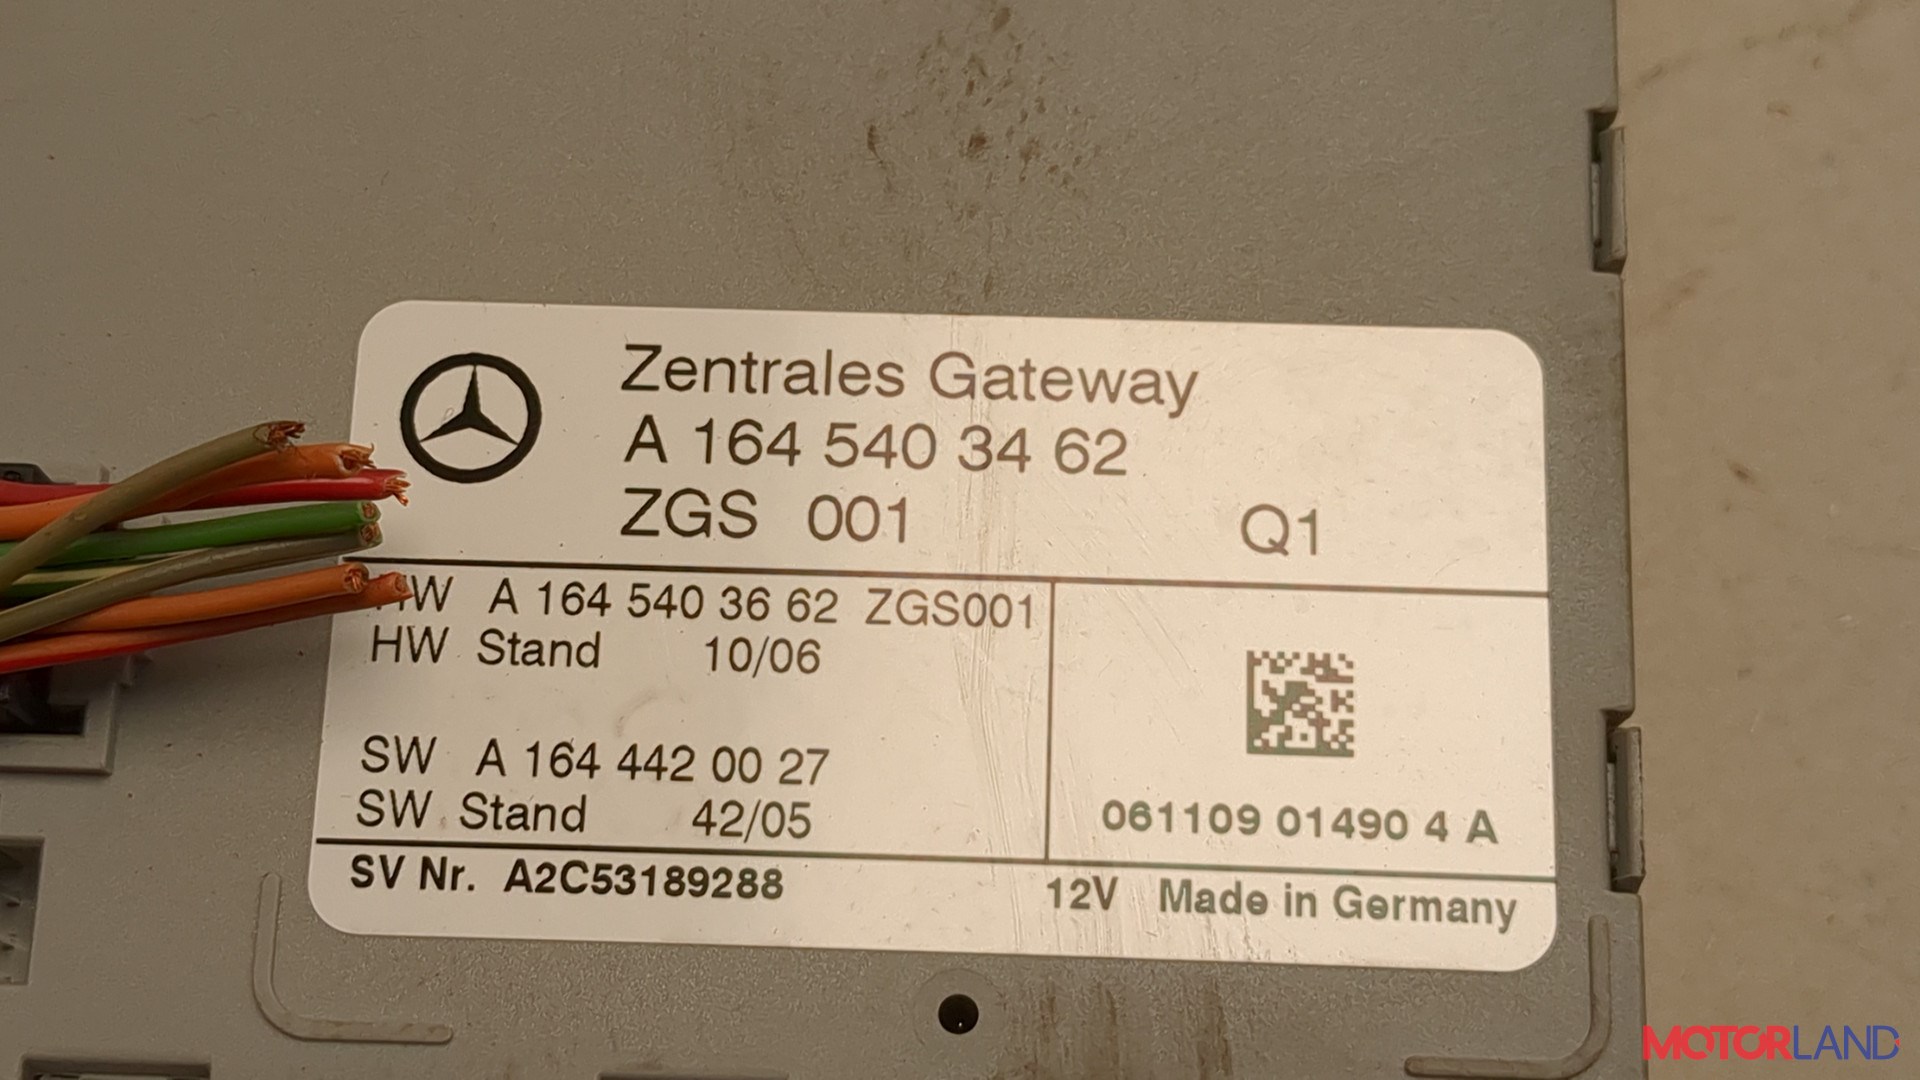 Zentrales Gateway
A 164 540 34 62
ZGS 001 Q1
HW A 164 540 36 62 ZGS001
HW Stand 10/06
SW A 164 442 00 27
SW Stand 42/05
061109 01490 4 A
SV Nr. A2C53189288
12V Made in Germany
MOTORLAND